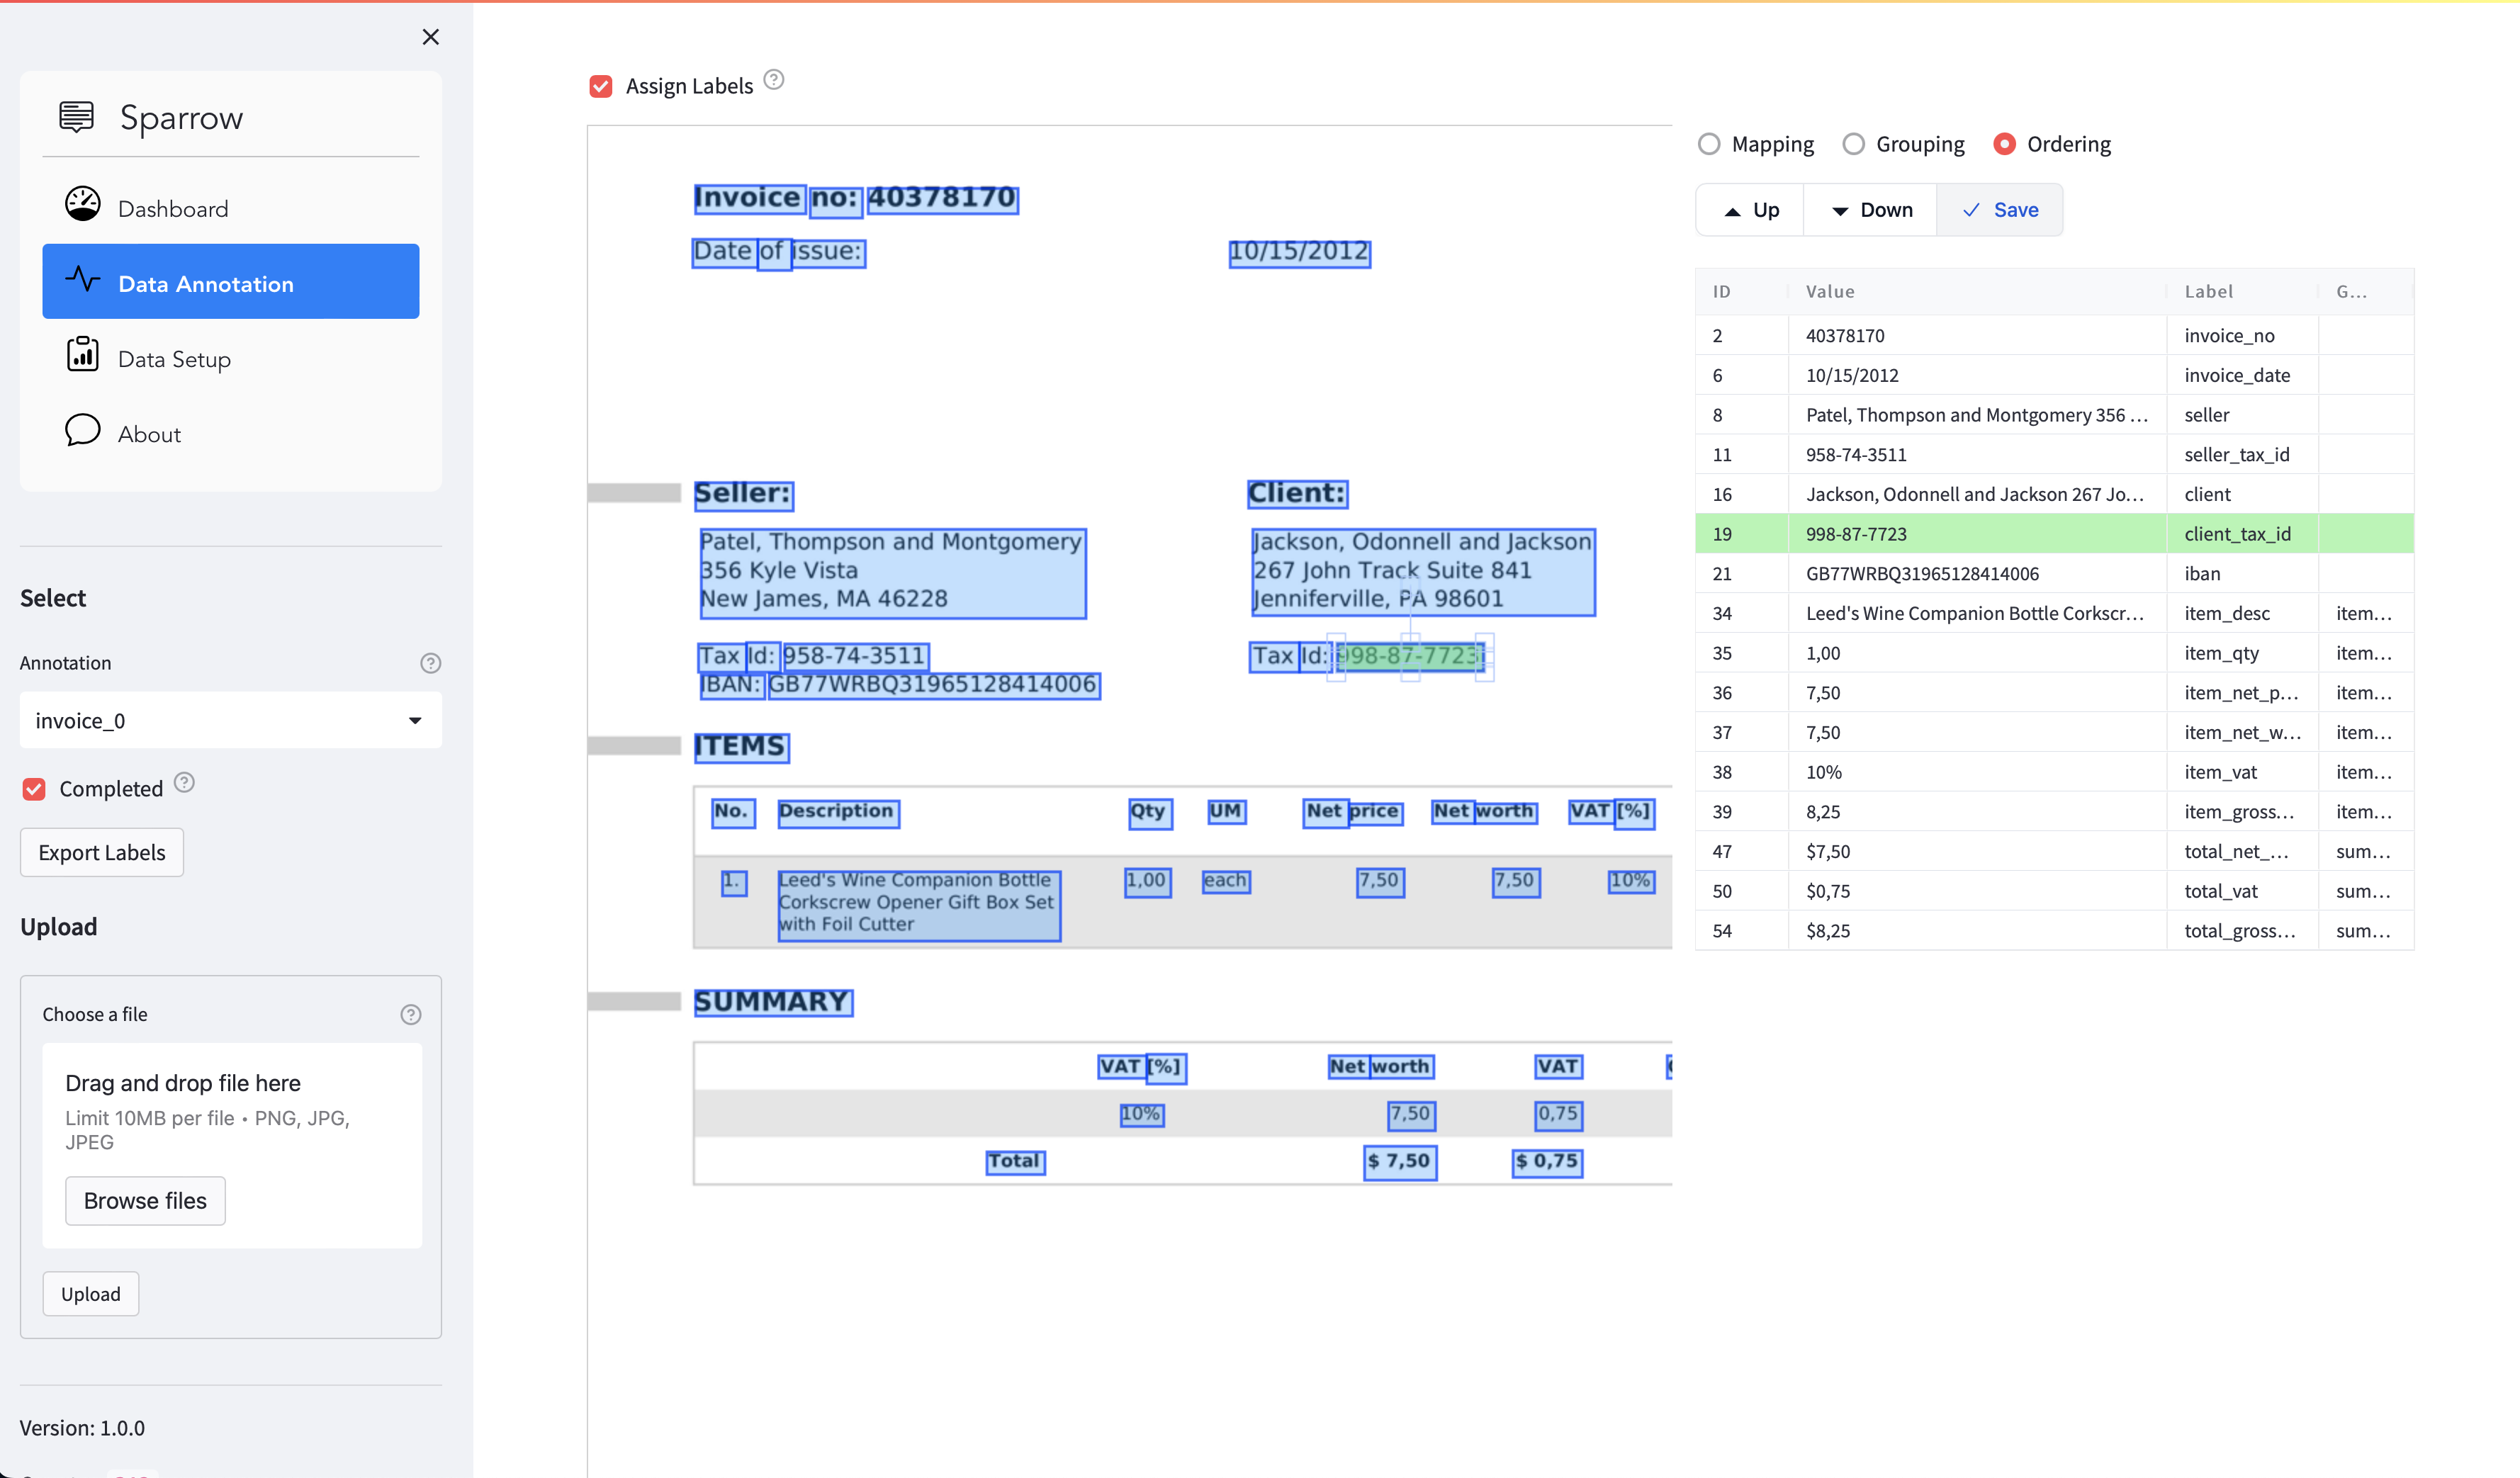 Sparrow
Dashboard
Data Annotation
Data Setup
About
Select
Annotation
invoice_0
Completed
Export Labels
Upload
Choose a file
Drag and drop file here
Limit 10MB per file • PNG, JPG,
JPEG
Browse files
Upload
Version: 1.0.0
Assign Labels
Invoice no: 40378170
Date of issue: 10/15/2012
Seller: Client:
Patel, Thompson and Montgomery Jackson, Odonnell and Jackson
356 Kyle Vista 267 John Track Suite 841
New James, MA 46228 Jenniferville, PA 98601
Tax Id: 958-74-3511 Tax Id: 998-87-7723
IBAN: GB77WRBQ31965128414006
ITEMS
No. Description Qty UM Net price Net worth VAT [%]
1. Leed's Wine Companion Bottle 1,00 each 7,50 7,50 10%
Corkscrew Opener Gift Box Set
with Foil Cutter
SUMMARY
VAT [%] Net worth VAT
10% 7,50 0,75
Total $ 7,50 $ 0,75
Mapping Grouping Ordering
Up Down Save
ID Value Label G...
2 40378170 invoice_no
6 10/15/2012 invoice_date
8 Patel, Thompson and Montgomery 356 ... seller
11 958-74-3511 seller_tax_id
16 Jackson, Odonnell and Jackson 267 Jo... client
19 998-87-7723 client_tax_id
21 GB77WRBQ31965128414006 iban
34 Leed's Wine Companion Bottle Corkscr... item_desc item...
35 1,00 item_qty item...
36 7,50 item_net_p... item...
37 7,50 item_net_w... item...
38 10% item_vat item...
39 8,25 item_gross... item...
47 $7,50 total_net_... sum...
50 $0,75 total_vat sum...
54 $8,25 total_gross... sum...